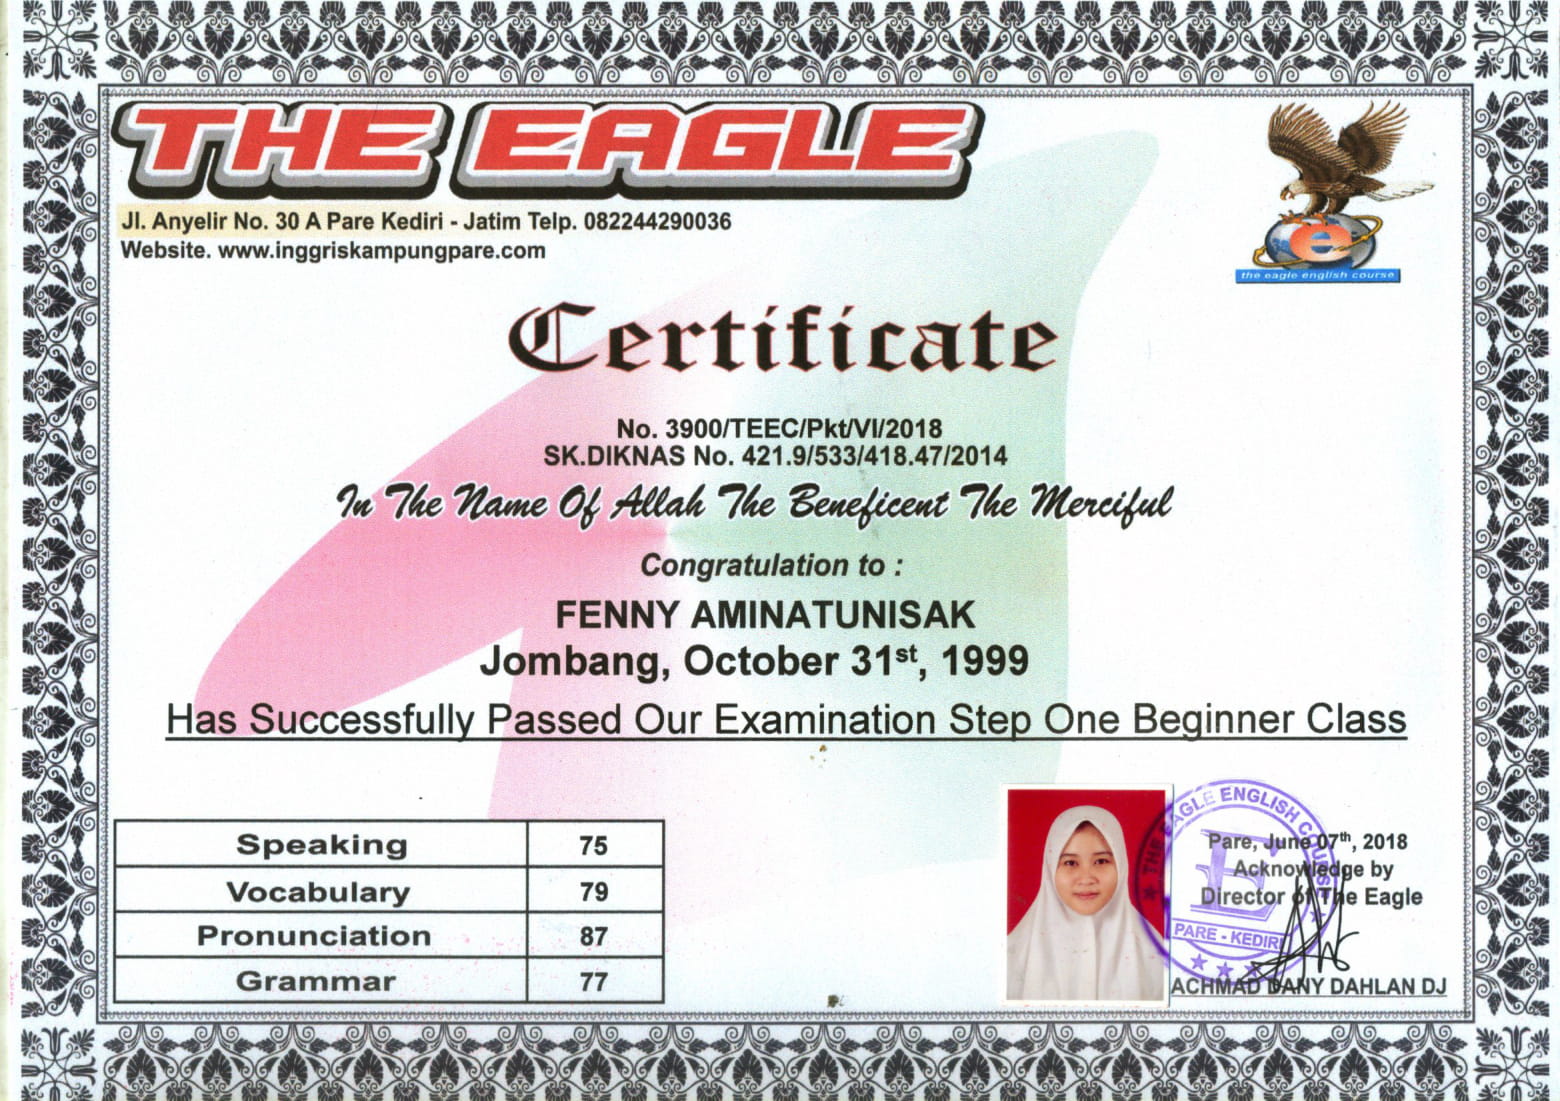 THE EAGLE
Jl. Anyelir No. 30 A Pare Kediri - Jatim Telp. 082244290036
Website. www.inggriskampungpare.com
e
the eagle english course
Certificate
No. 3900/TEEC/Pkt/VI/2018
SK.DIKNAS No. 421.9/533/418.47/2014
In The Name Of Allah The Beneficent The Merciful
Congratulation to :
FENNY AMINATUNISAK
Jombang, October 31st, 1999
Has Successfully Passed Our Examination Step One Beginner Class
Speaking 75
Vocabulary 79
Pronunciation 87
Grammar 77
THE EAGLE ENGLISH COURSE
E
PARE - KEDIRI
Pare, June 07th, 2018
Acknowledge by
Director of The Eagle
ACHMAD DANY DAHLAN DJ